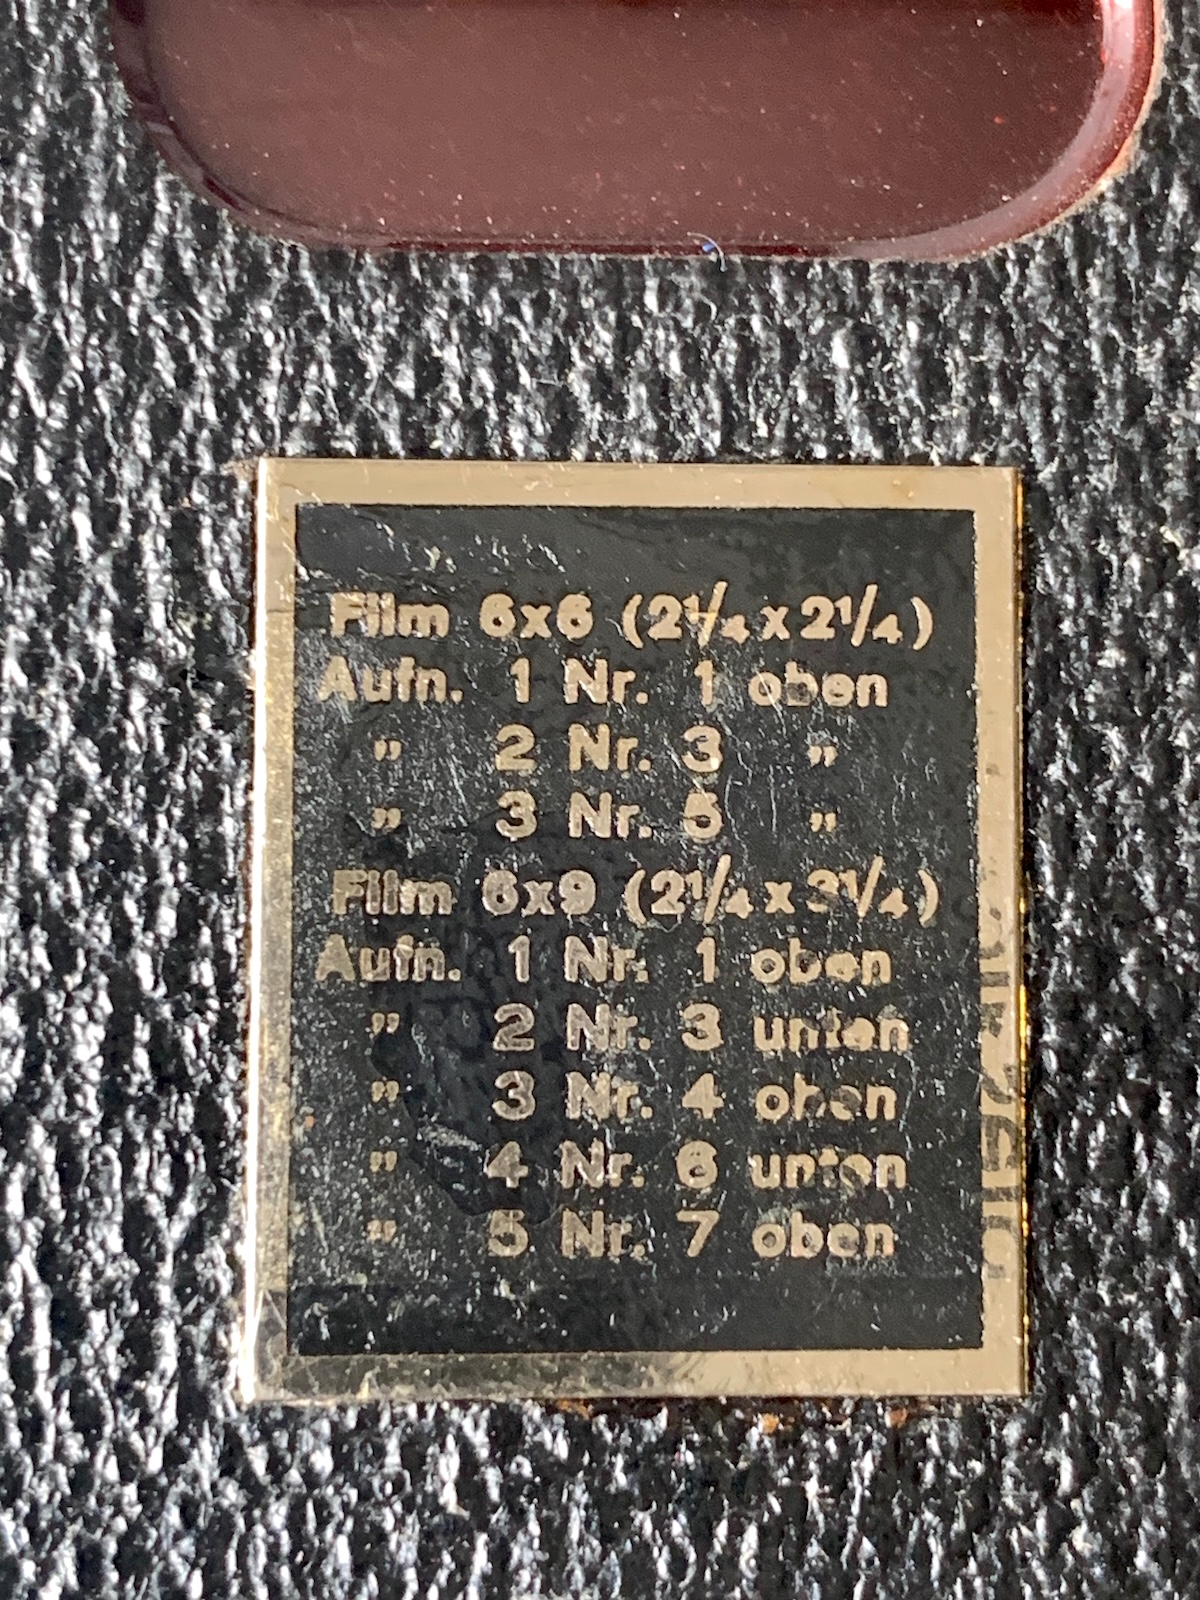 Film 6x6 (2¼ x 2¼)
Aufn. 1 Nr. 1 oben
" 2 Nr. 3 "
" 3 Nr. 5 "
Film 6x9 (2¼ x 3¼)
Aufn. 1 Nr. 1 oben
" 2 Nr. 3 unten
" 3 Nr. 4 oben
" 4 Nr. 6 unten
" 5 Nr. 7 oben